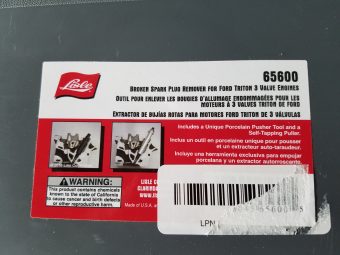 Lisle
65600
BROKEN SPARK PLUG REMOVER FOR FORD TRITON 3 VALVE ENGINES
OUTIL POUR ENLEVER LES BOUGIES D'ALLUMAGE ENDOMMAGÉES POUR LES
MOTEURS À 3 VALVES TRITON DE FORD
EXTRACTOR DE BUJÍAS ROTAS PARA MOTORES FORD TRITON DE 3 VÁLVULAS
Includes a Unique Porcelain Pusher Tool and a
Self-Tapping Puller.
Inclus un outil en porcelaine unique pour pousser
un extracteur auto-taraudeur.
Incluye una herramienta exclusiva para empujar
porcelana y un extractor autorroscante.
WARNING:
This product contains chemicals
known to the state of California
to cause cancer and birth defects
or other reproductive harm.
LISLE
CLARINDA
Made of U.S.A.
LPN